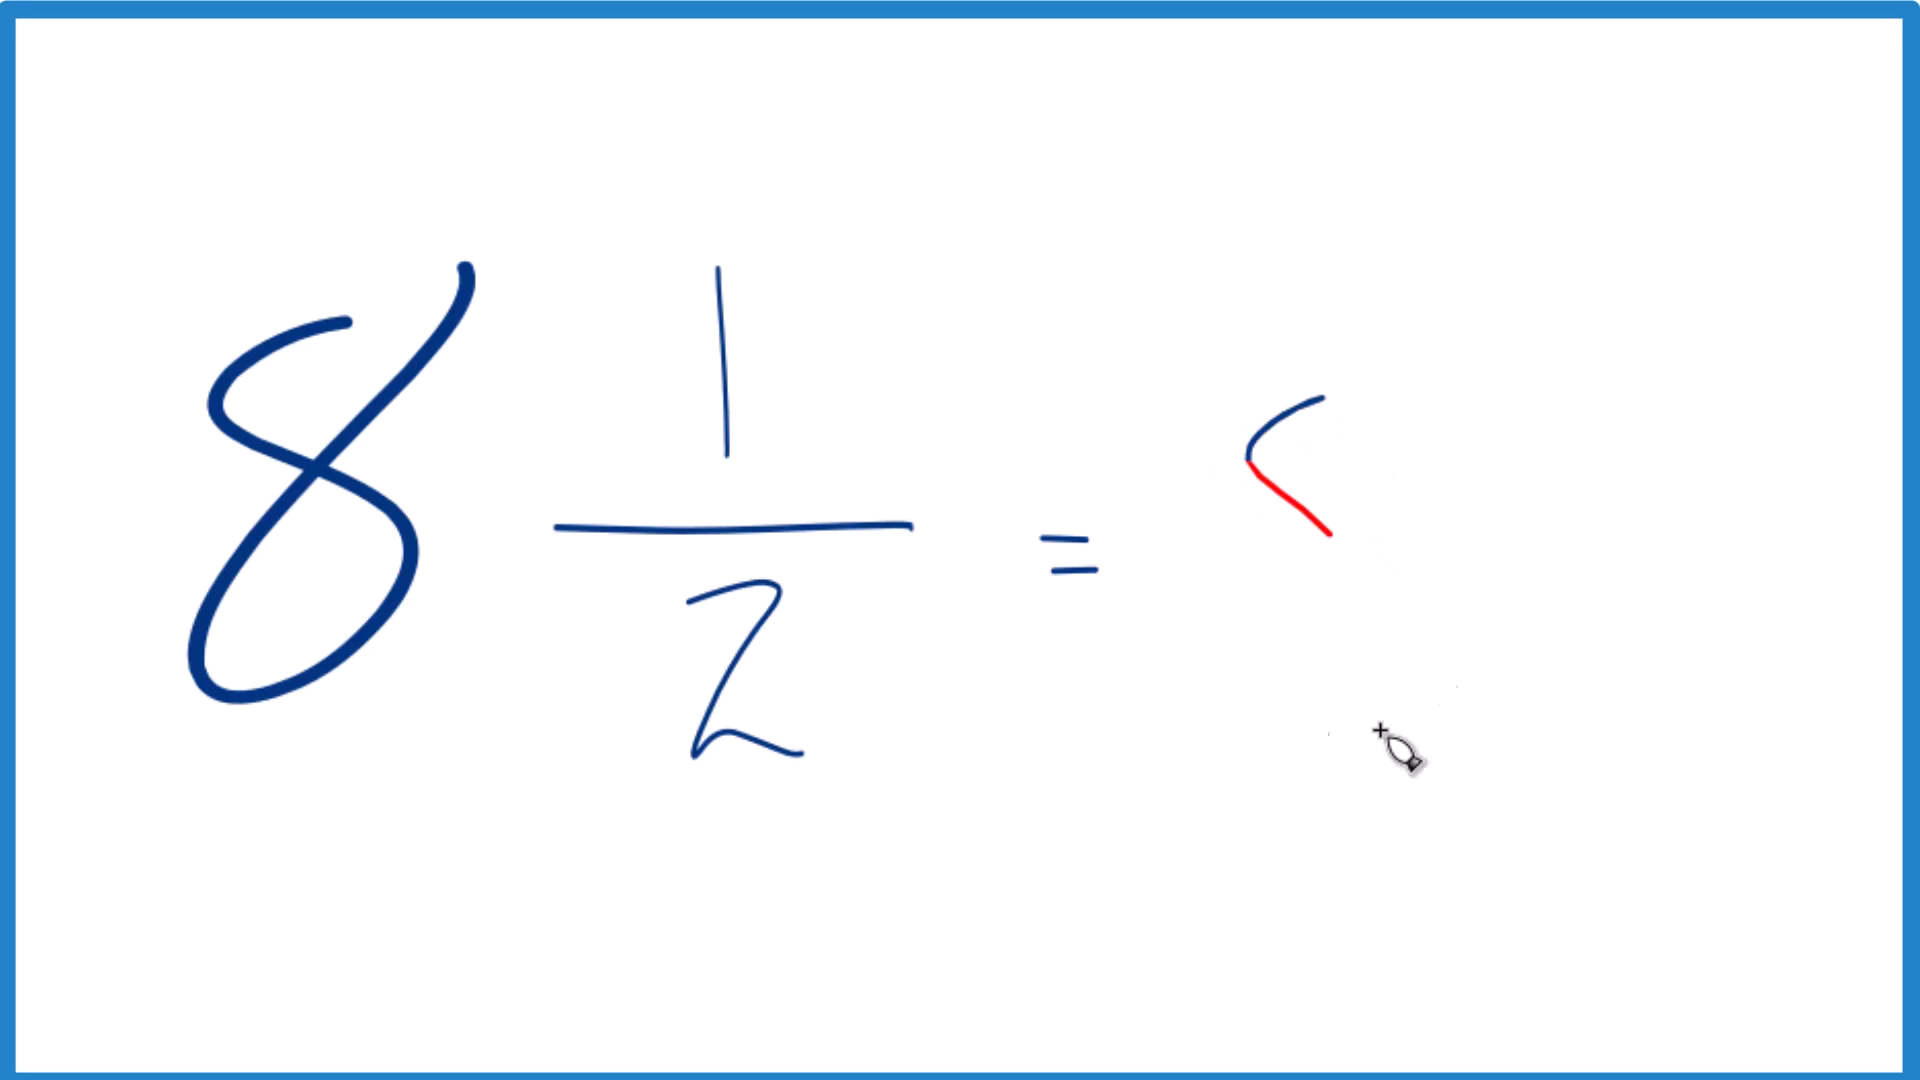 8 1/2 =